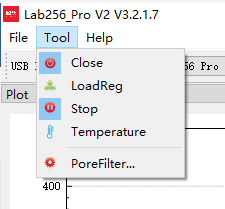 Lab256_Pro V2 V3.2.1.7
File Tool Help
USB
Close
56 Pro
LoadReg
Plot
Stop
Temperature
PoreFilter...
400